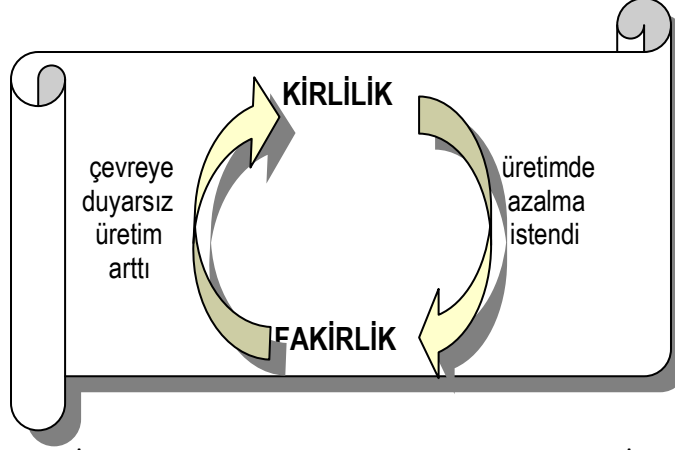 KİRLİLİK
çevreye
duyarsız
üretim
arttı
üretimde
azalma
istendi
FAKİRLİK